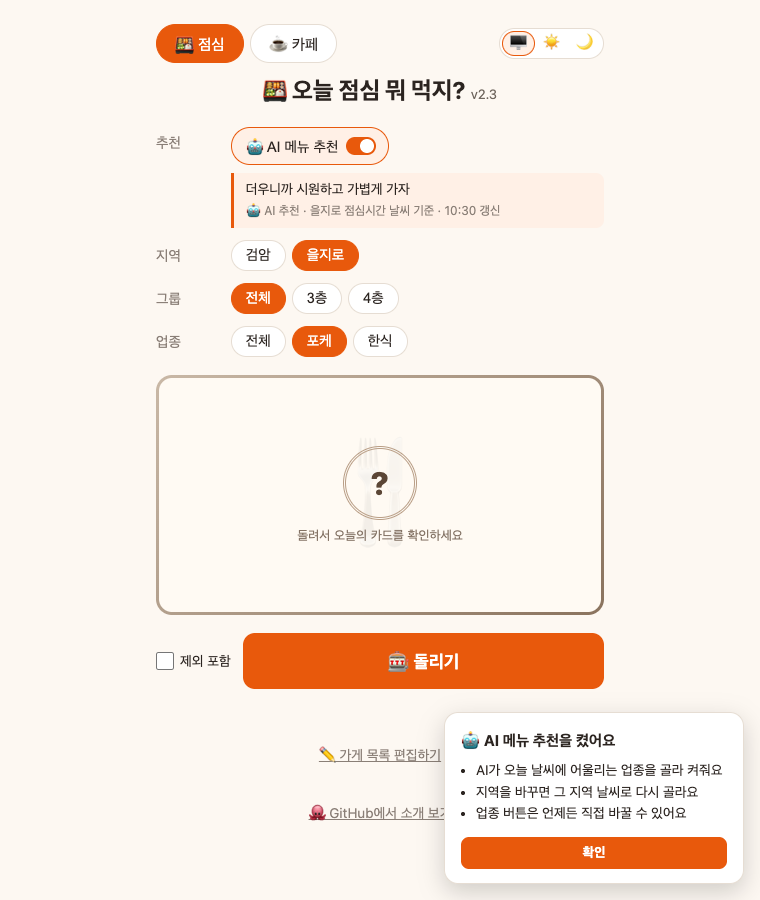 🍱 점심
☕ 카페
🖥️ ☀️ 🌙
🍱 오늘 점심 뭐 먹지? v2.3
추천
🤖 AI 메뉴 추천
더우니까 시원하고 가볍게 가자
🤖 AI 추천 · 을지로 점심시간 날씨 기준 · 10:30 갱신
지역
검암
을지로
그룹
전체
3층
4층
업종
전체
포케
한식
?
돌려서 오늘의 카드를 확인하세요
제외 포함
🎰 돌리기
✏️ 가게 목록 편집하기
🐙 GitHub에서 소개 보기
🤖 AI 메뉴 추천을 켰어요
• AI가 오늘 날씨에 어울리는 업종을 골라 켜줘요
• 지역을 바꾸면 그 지역 날씨로 다시 골라요
• 업종 버튼은 언제든 직접 바꿀 수 있어요
확인